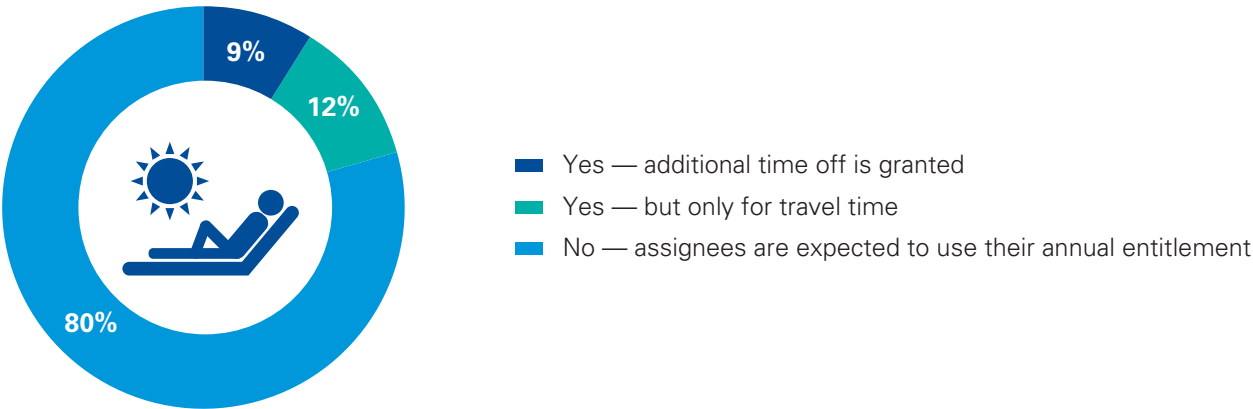 9%
12%
80%
Yes — additional time off is granted
Yes — but only for travel time
No — assignees are expected to use their annual entitlement